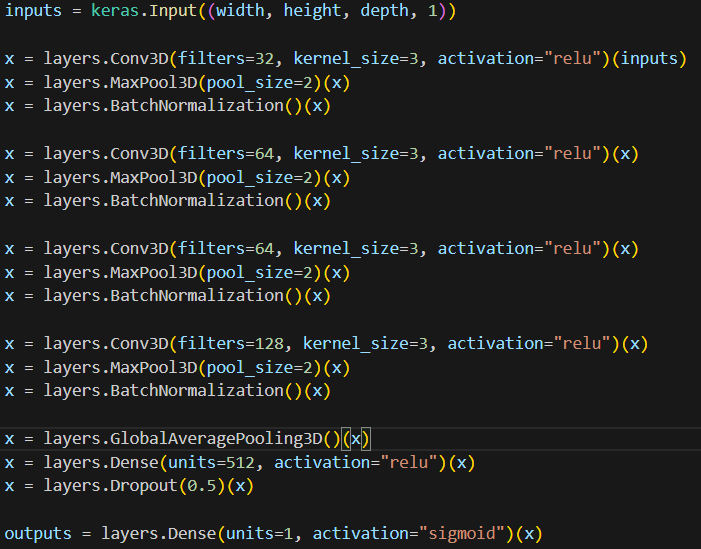 inputs = keras.Input((width, height, depth, 1))
x = layers.Conv3D(filters=32, kernel_size=3, activation="relu")(inputs)
x = layers.MaxPool3D(pool_size=2)(x)
x = layers.BatchNormalization()(x)
x = layers.Conv3D(filters=64, kernel_size=3, activation="relu")(x)
x = layers.MaxPool3D(pool_size=2)(x)
x = layers.BatchNormalization()(x)
x = layers.Conv3D(filters=64, kernel_size=3, activation="relu")(x)
x = layers.MaxPool3D(pool_size=2)(x)
x = layers.BatchNormalization()(x)
x = layers.Conv3D(filters=128, kernel_size=3, activation="relu")(x)
x = layers.MaxPool3D(pool_size=2)(x)
x = layers.BatchNormalization()(x)
x = layers.GlobalAveragePooling3D()(x)
x = layers.Dense(units=512, activation="relu")(x)
x = layers.Dropout(0.5)(x)
outputs = layers.Dense(units=1, activation="sigmoid")(x)